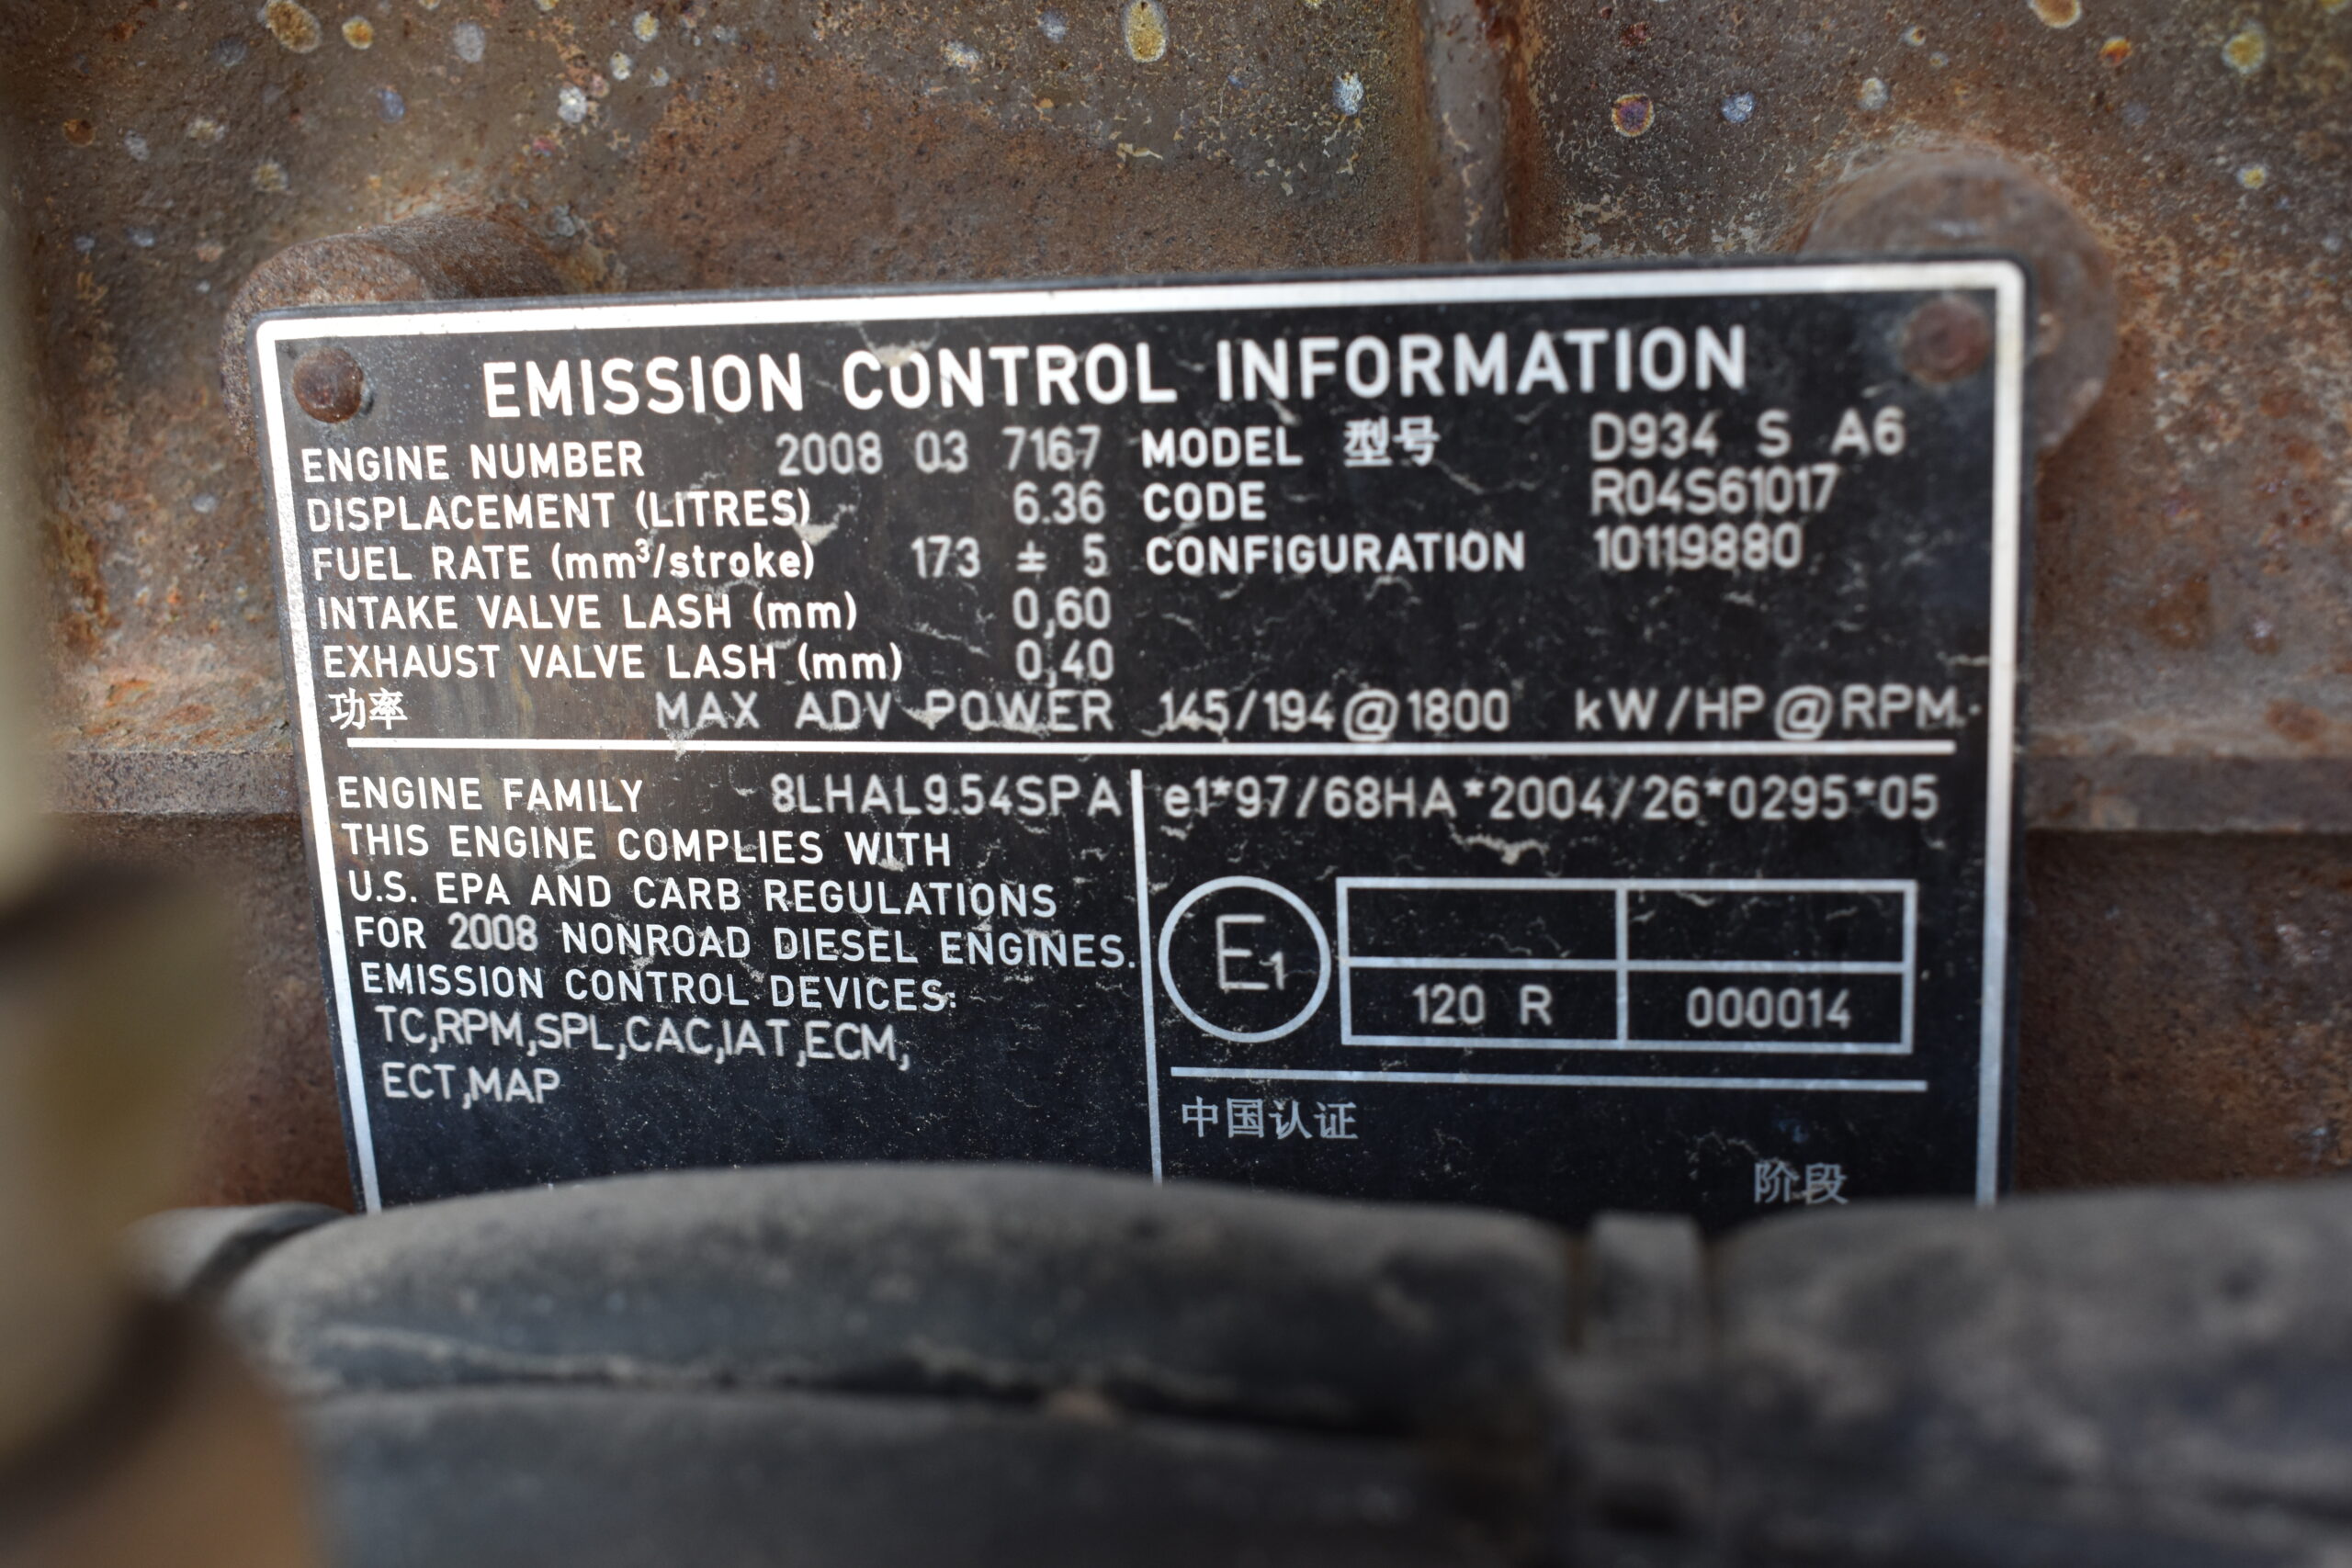 EMISSION CONTROL INFORMATION
ENGINE NUMBER 2008 03 7167 MODEL 型号 D934 S A6
DISPLACEMENT (LITRES) 6.36 CODE R04S61017
FUEL RATE (mm³/stroke) 173 ± 5 CONFIGURATION 10119880
INTAKE VALVE LASH (mm) 0,60
EXHAUST VALVE LASH (mm) 0,40
功率 MAX ADV POWER 145/194@1800 kW/HP@RPM
ENGINE FAMILY 8LHAL9.54SPA
THIS ENGINE COMPLIES WITH
U.S. EPA AND CARB REGULATIONS
FOR 2008 NONROAD DIESEL ENGINES.
EMISSION CONTROL DEVICES:
TC,RPM,SPL,CAC,IAT,ECM,
ECT,MAP
e1*97/68HA*2004/26*0295*05
E1
120 R 000014
中国认证
阶段